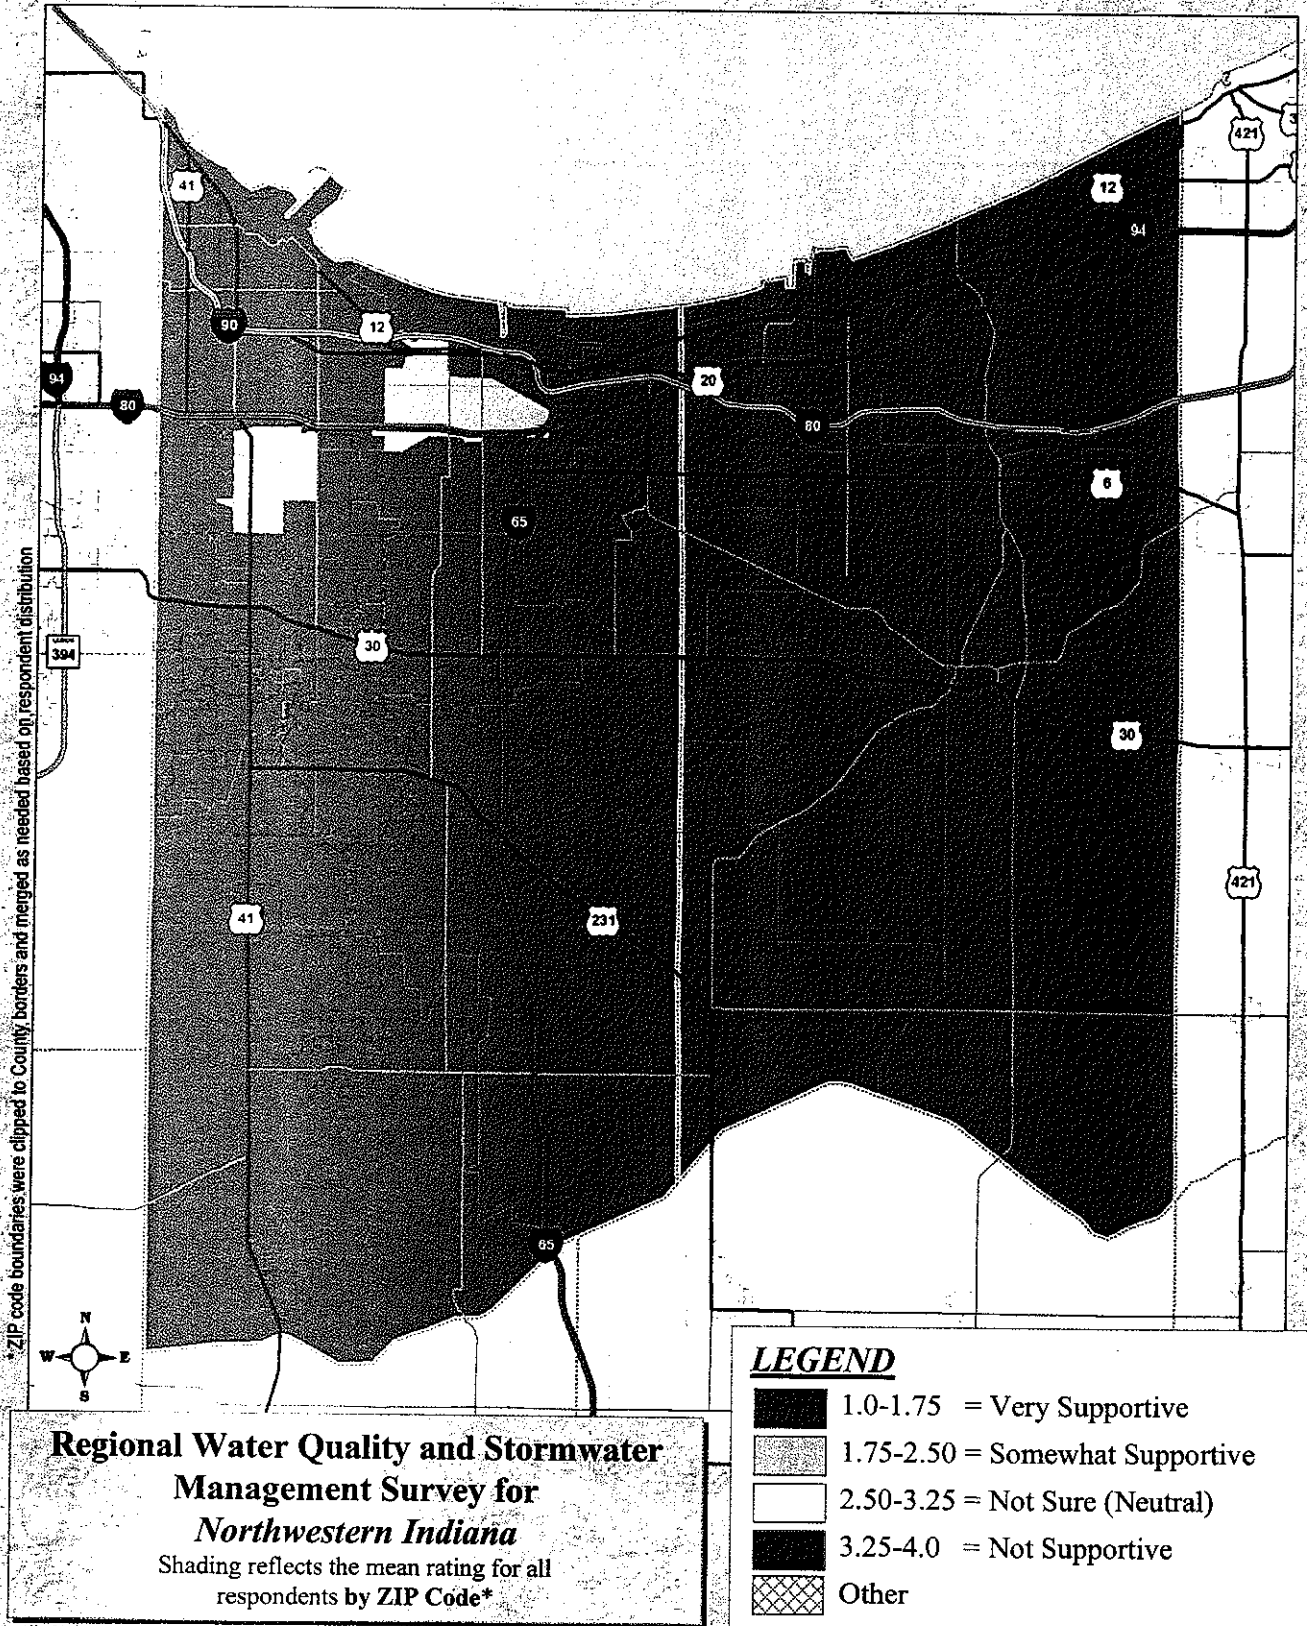 421
3
41
12
94
90
12
94
80
20
80
6
65
30
ILLINOIS
394
30
421
41
231
65
*ZIP code boundaries were clipped to County borders and merged as needed based on respondent distribution
N
W E
S
LEGEND
1.0-1.75 = Very Supportive
1.75-2.50 = Somewhat Supportive
2.50-3.25 = Not Sure (Neutral)
3.25-4.0 = Not Supportive
Other
Regional Water Quality and Stormwater
Management Survey for
Northwestern Indiana
Shading reflects the mean rating for all
respondents by ZIP Code*